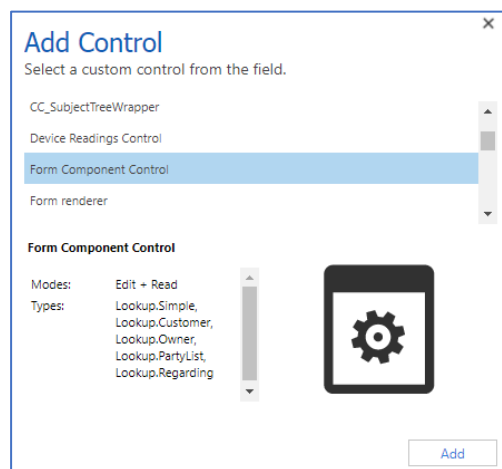 Add Control
Select a custom control from the field.
CC_SubjectTreeWrapper
Device Readings Control
Form Component Control
Form renderer
Form Component Control
Modes: Edit + Read
Types: Lookup.Simple,
Lookup.Customer,
Lookup.Owner,
Lookup.PartyList,
Lookup.Regarding
Add